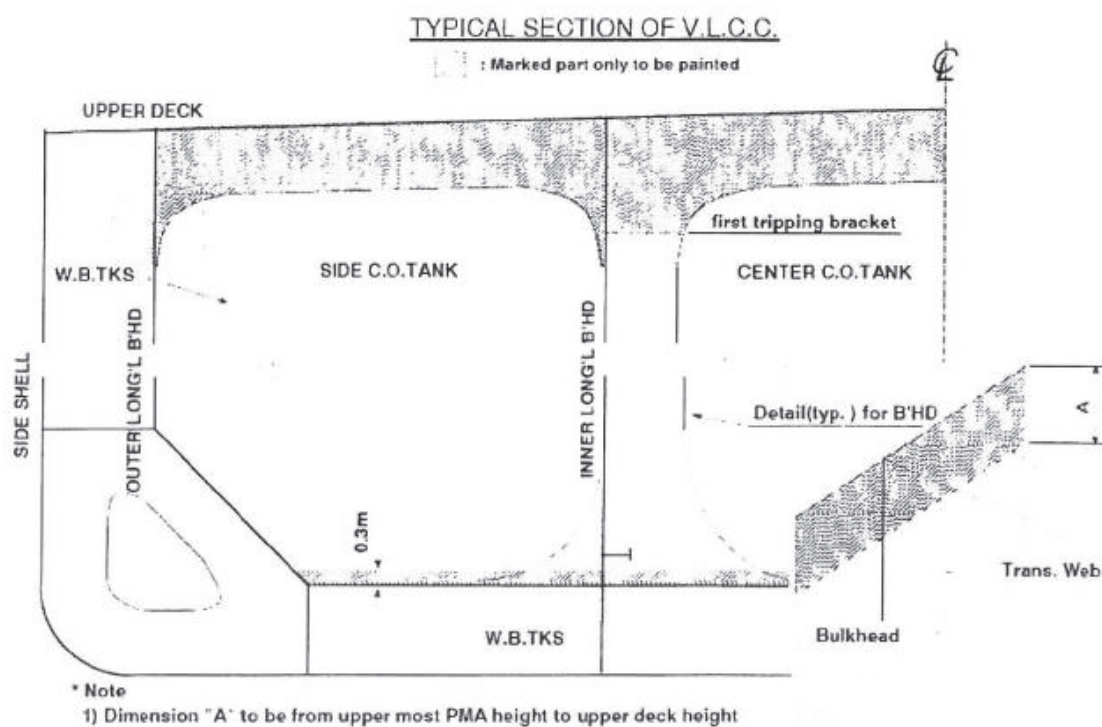 TYPICAL SECTION OF V.L.C.C.
: Marked part only to be painted
℄
UPPER DECK
first tripping bracket
W.B.TKS
SIDE C.O.TANK
CENTER C.O.TANK
SIDE SHELL
OUTER LONG'L B'HD
INNER LONG'L B'HD
Detail(typ. ) for B'HD
A
0.3m
Trans. Web
Bulkhead
W.B.TKS
* Note
1) Dimension "A" to be from upper most PMA height to upper deck height